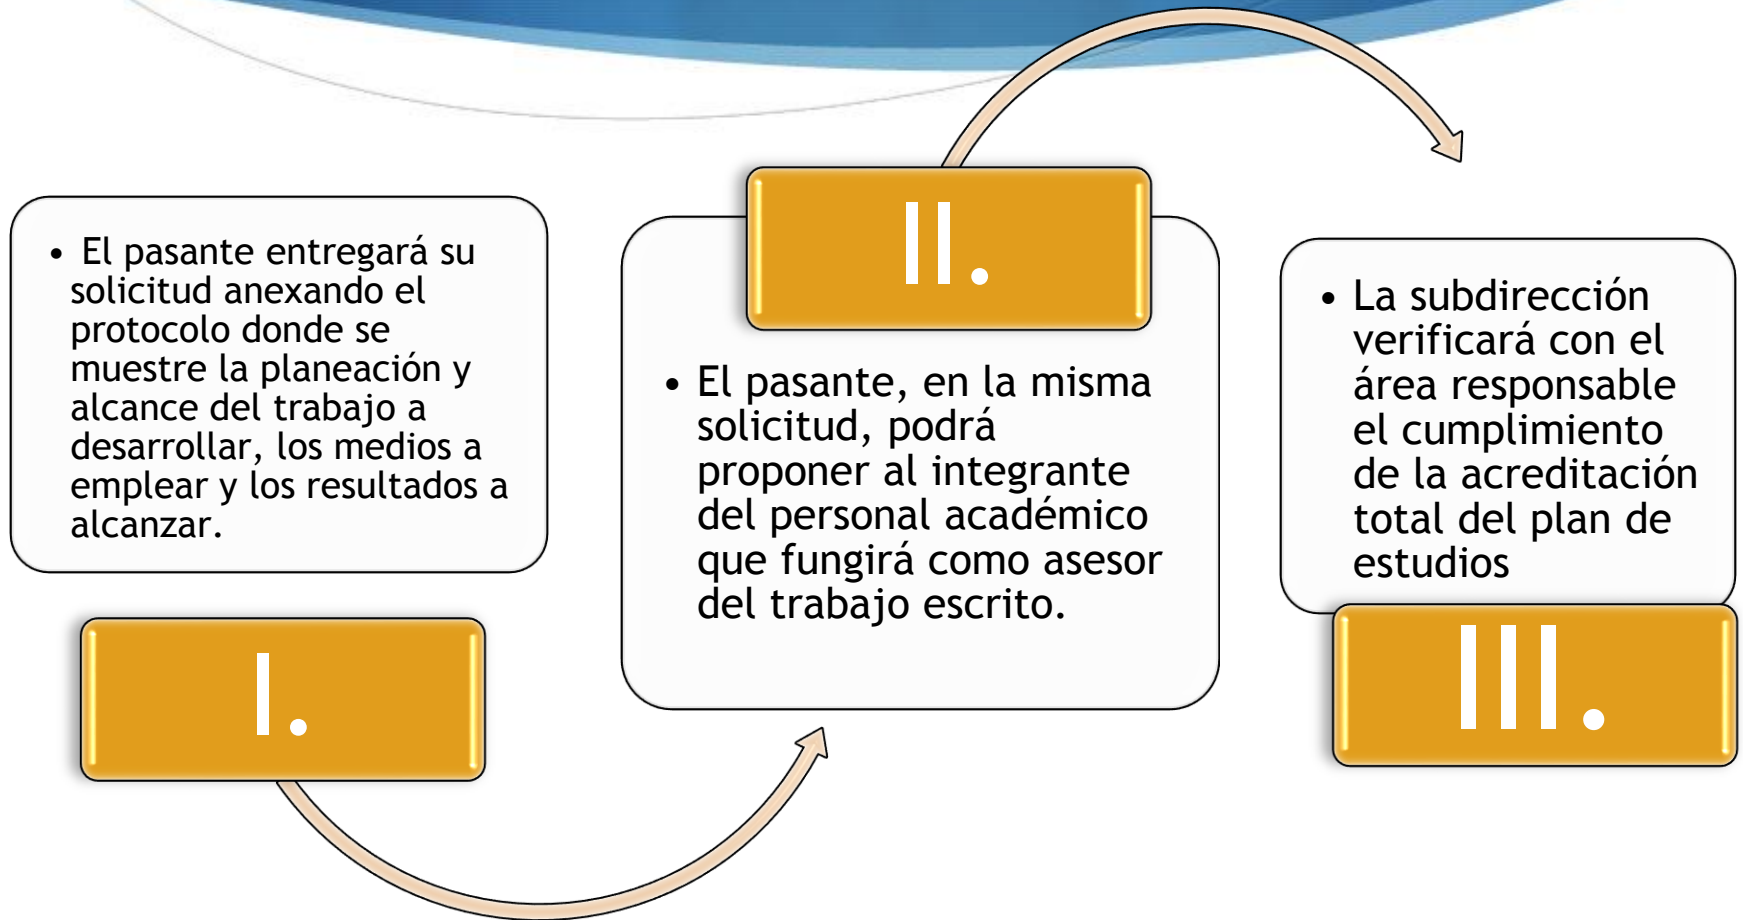 • El pasante entregará su
solicitud anexando el
protocolo donde se
muestre la planeación y
alcance del trabajo a
desarrollar, los medios a
emplear y los resultados a
alcanzar.
I.
II.
• El pasante, en la misma
solicitud, podrá
proponer al integrante
del personal académico
que fungirá como asesor
del trabajo escrito.
• La subdirección
verificará con el
área responsable
el cumplimiento
de la acreditación
total del plan de
estudios
III.